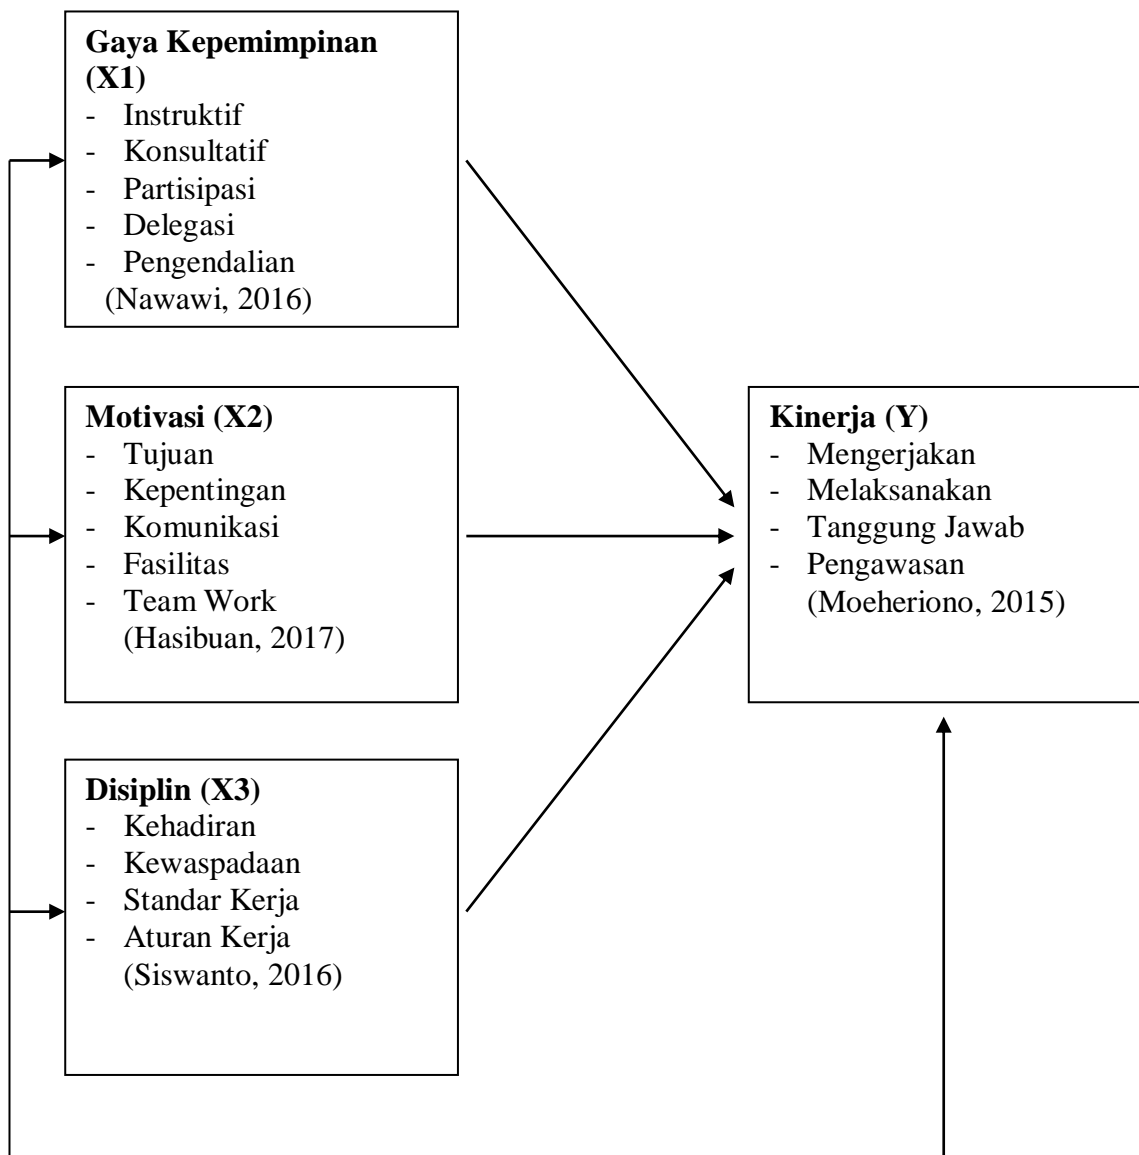 Gaya Kepemimpinan
(X1)
- Instruktif
- Konsultatif
- Partisipasi
- Delegasi
- Pengendalian
(Nawawi, 2016)
Motivasi (X2)
- Tujuan
- Kepentingan
- Komunikasi
- Fasilitas
- Team Work
(Hasibuan, 2017)
Kinerja (Y)
- Mengerjakan
- Melaksanakan
- Tanggung Jawab
- Pengawasan
(Moeheriono, 2015)
Disiplin (X3)
- Kehadiran
- Kewaspadaan
- Standar Kerja
- Aturan Kerja
(Siswanto, 2016)